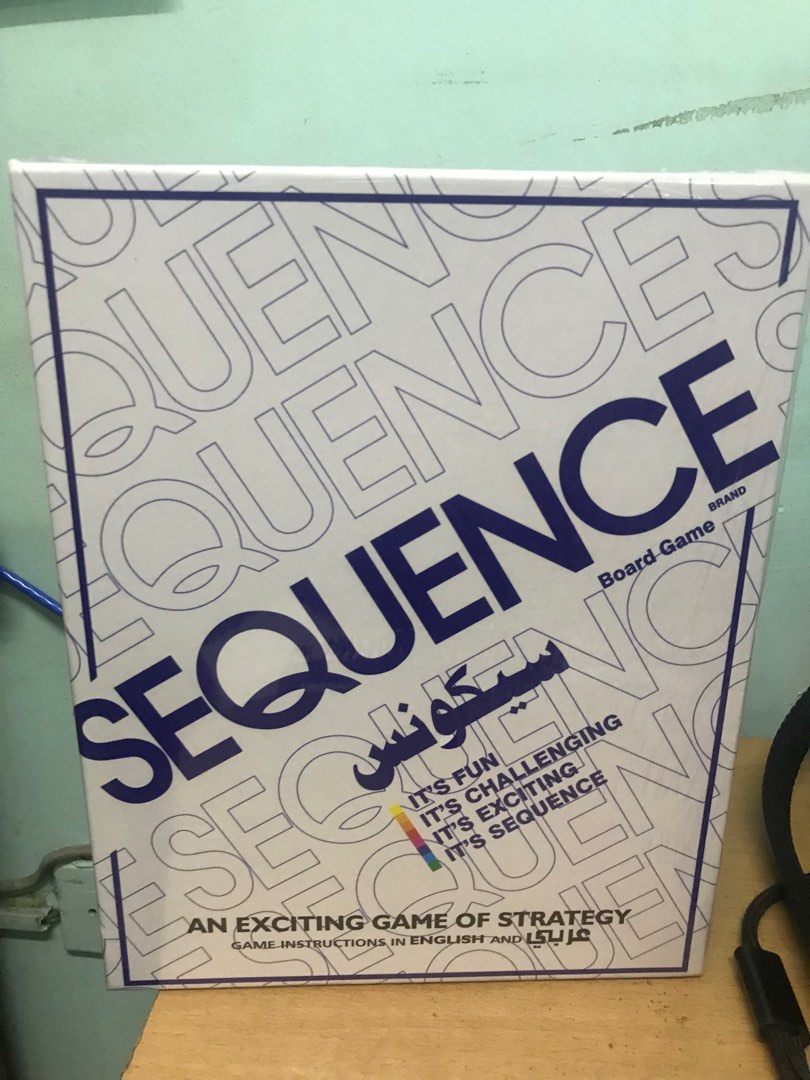 SEQUENCE
BRAND
Board Game
سيكونس
IT'S FUN
IT'S CHALLENGING
IT'S EXCITING
IT'S SEQUENCE
AN EXCITING GAME OF STRATEGY
GAME INSTRUCTIONS IN ENGLISH AND عربي